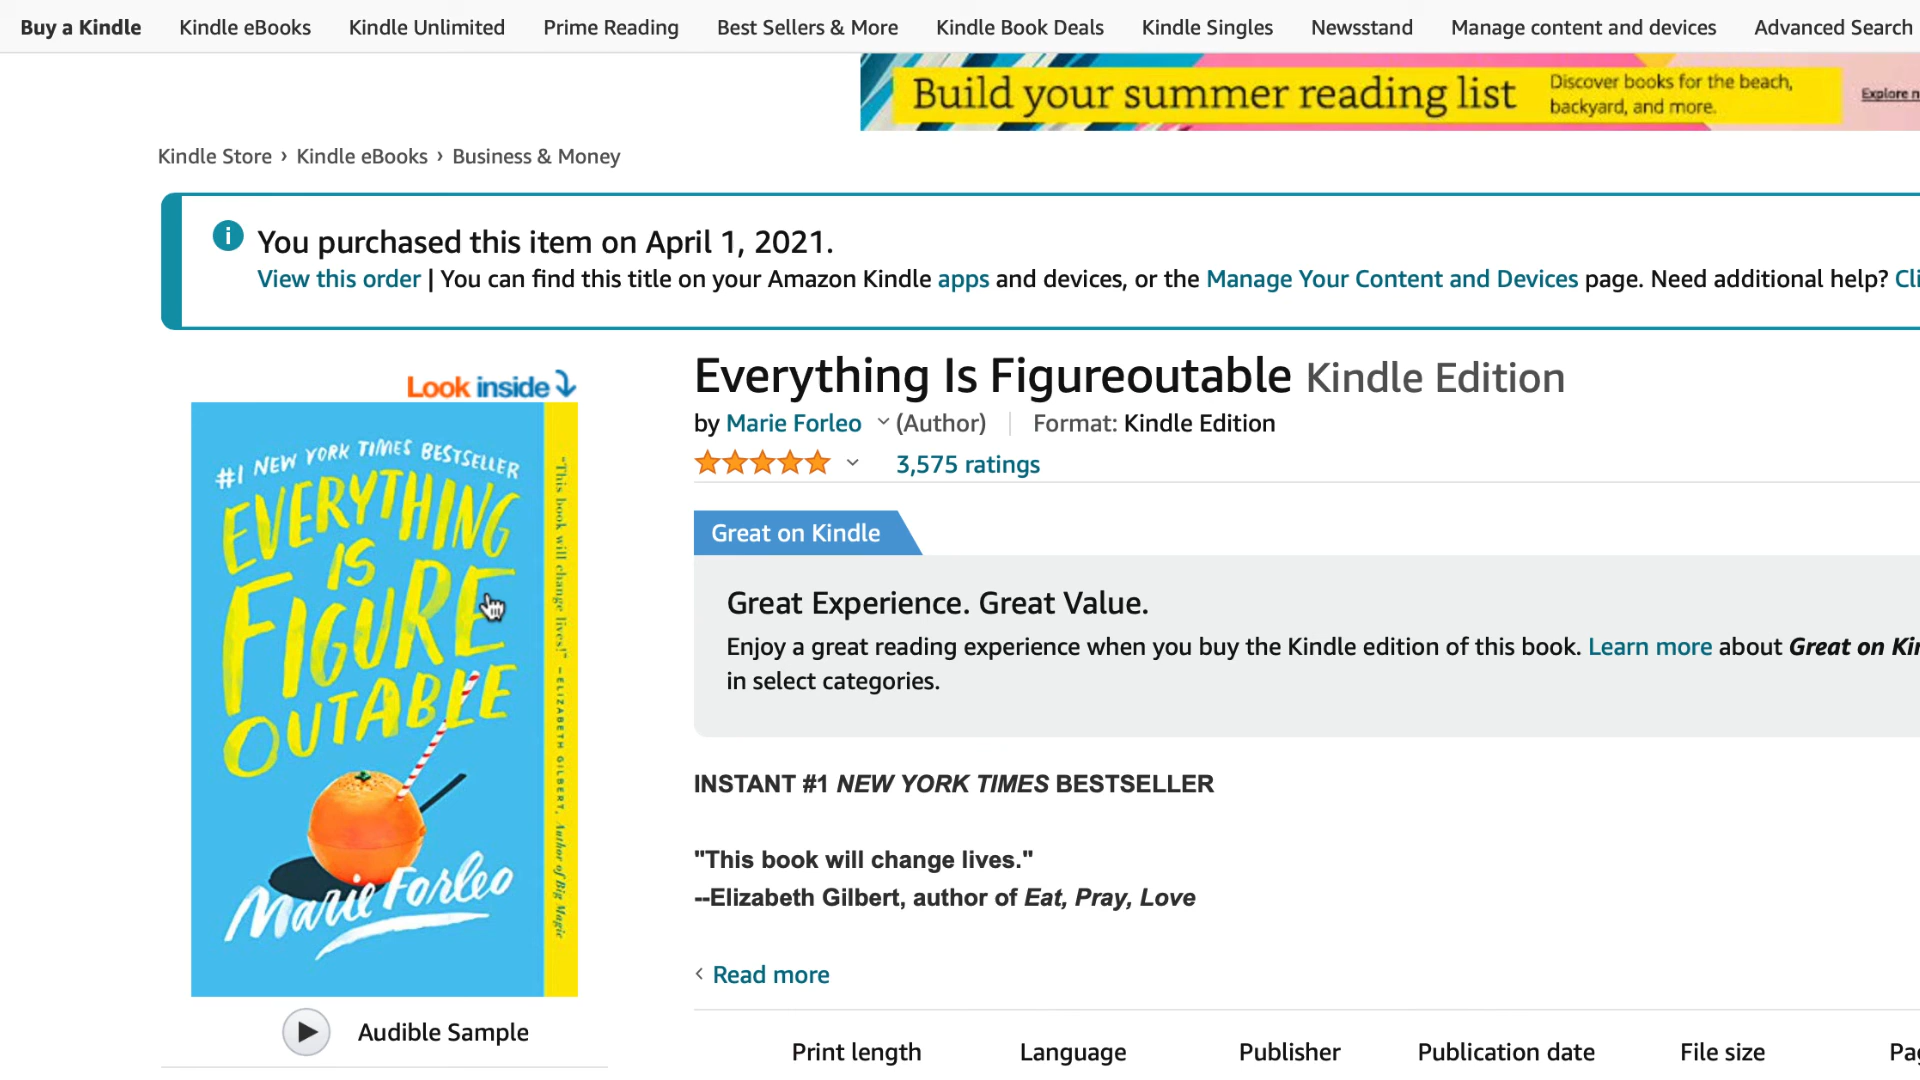 Buy a Kindle Kindle eBooks Kindle Unlimited Prime Reading Best Sellers & More Kindle Book Deals Kindle Singles Newsstand Manage content and devices Advanced Search
Build your summer reading list
Discover books for the beach,
backyard, and more.
Explore n
Kindle Store › Kindle eBooks › Business & Money
You purchased this item on April 1, 2021.
View this order | You can find this title on your Amazon Kindle apps and devices, or the Manage Your Content and Devices page. Need additional help? Cli
Look inside
#1 NEW YORK TIMES BESTSELLER
EVERYTHING
IS
FIGURE
OUTABLE
Marie Forleo
"This book will change lives!" –ELIZABETH GILBERT, Author of Big Magic
Audible Sample
Everything Is Figureoutable Kindle Edition
by Marie Forleo (Author) Format: Kindle Edition
3,575 ratings
Great on Kindle
Great Experience. Great Value.
Enjoy a great reading experience when you buy the Kindle edition of this book. Learn more about Great on Kin
in select categories.
INSTANT #1 NEW YORK TIMES BESTSELLER
"This book will change lives."
--Elizabeth Gilbert, author of Eat, Pray, Love
‹ Read more
Print length Language Publisher Publication date File size Pag